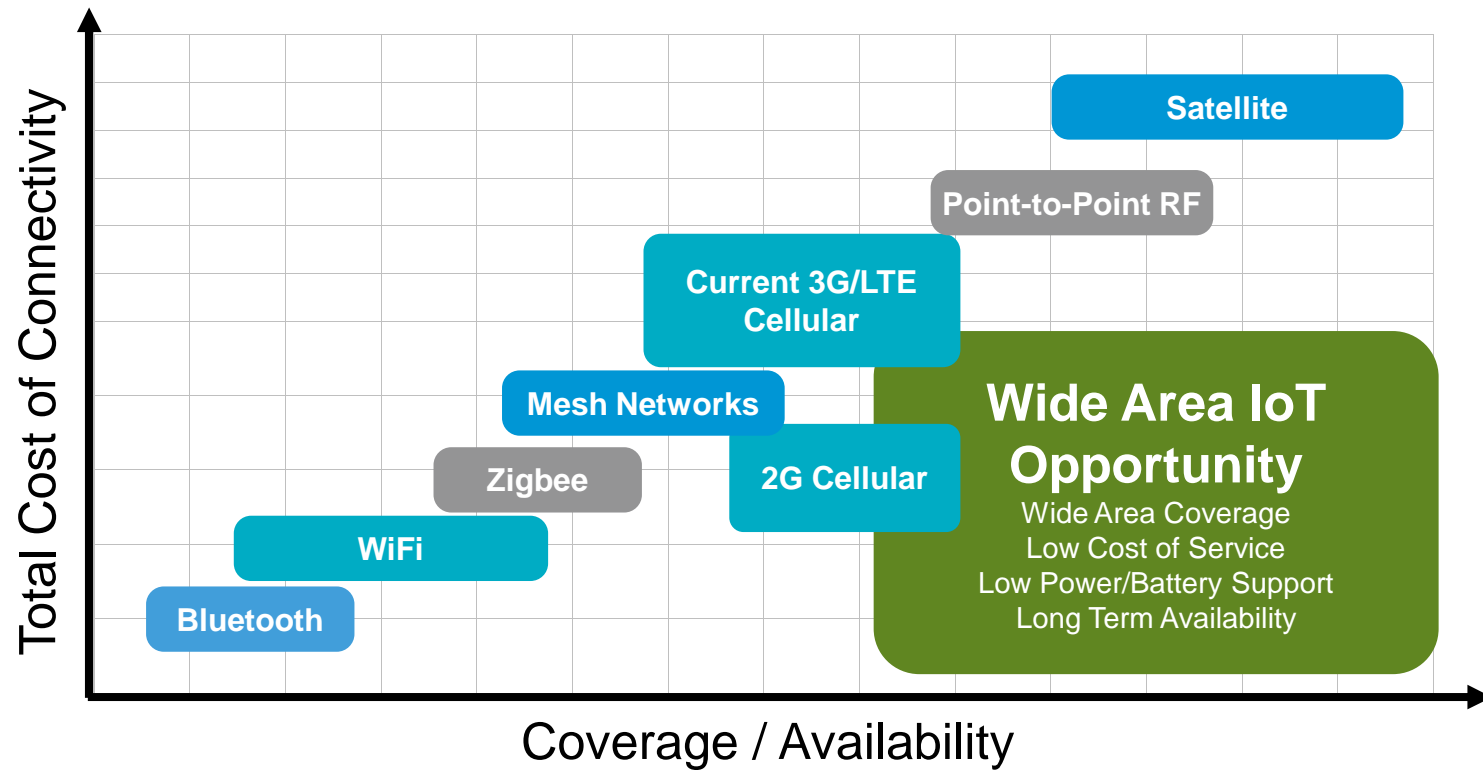 Total Cost of Connectivity
Satellite
Point-to-Point RF
Current 3G/LTE
Cellular
Mesh Networks
Zigbee
2G Cellular
WiFi
Bluetooth
Wide Area IoT
Opportunity
Wide Area Coverage
Low Cost of Service
Low Power/Battery Support
Long Term Availability
Coverage / Availability